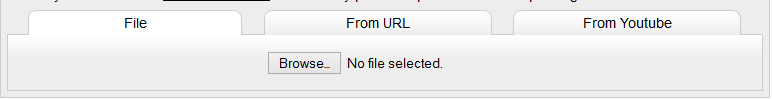 File
From URL
From Youtube
Browse… No file selected.